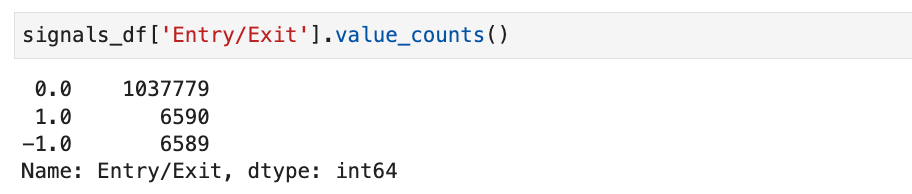 signals_df['Entry/Exit'].value_counts()
0.0    1037779
1.0       6590
-1.0       6589
Name: Entry/Exit, dtype: int64